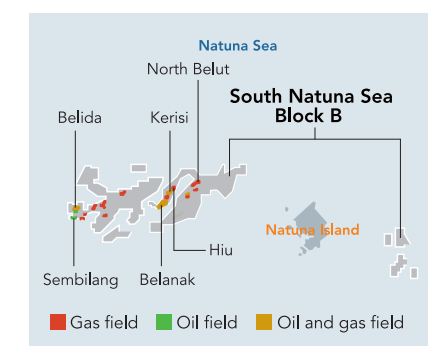 Natuna Sea
North Belut
South Natuna Sea
Block B
Belida
Kerisi
Natuna Island
Hiu
Sembilang
Belanak
Gas field
Oil field
Oil and gas field